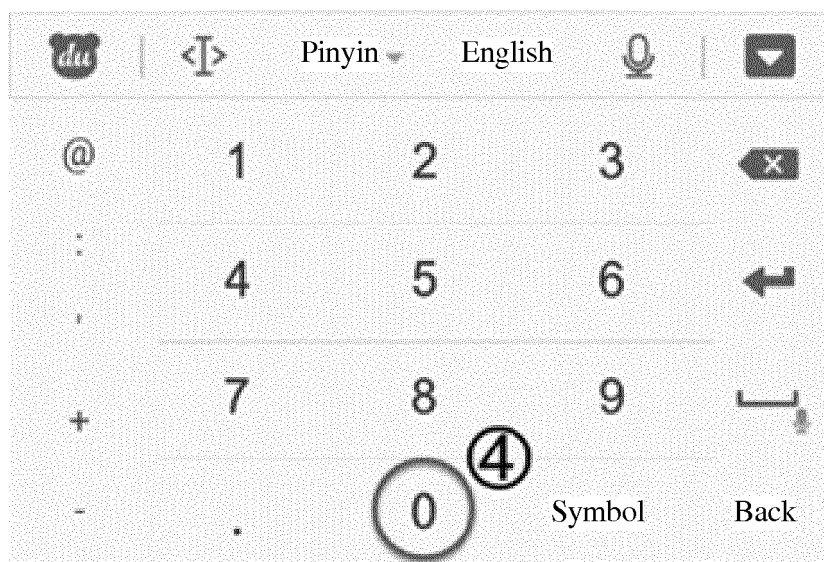 du Pinyin English
@ 1 2 3
: 4 5 6
,
+ 7 8 9
④
- . 0 Symbol Back